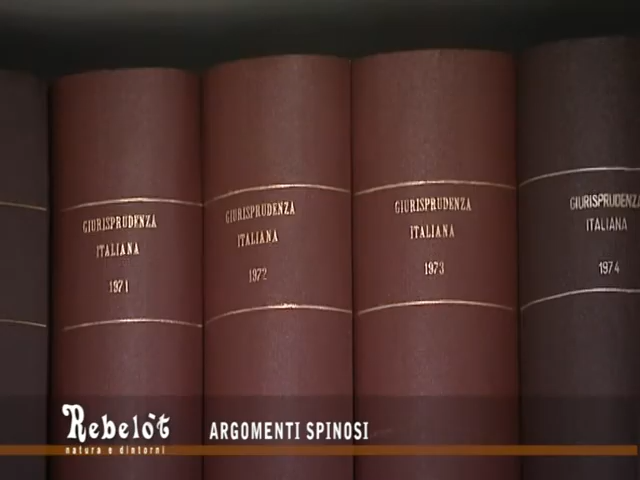 GIURISPRUDENZA
ITALIANA
1971
GIURISPRUDENZA
ITALIANA
1972
GIURISPRUDENZA
ITALIANA
1973
GIURISPRUDENZA
ITALIANA
1974
Rebelòt
natura e dintorni
ARGOMENTI SPINOSI